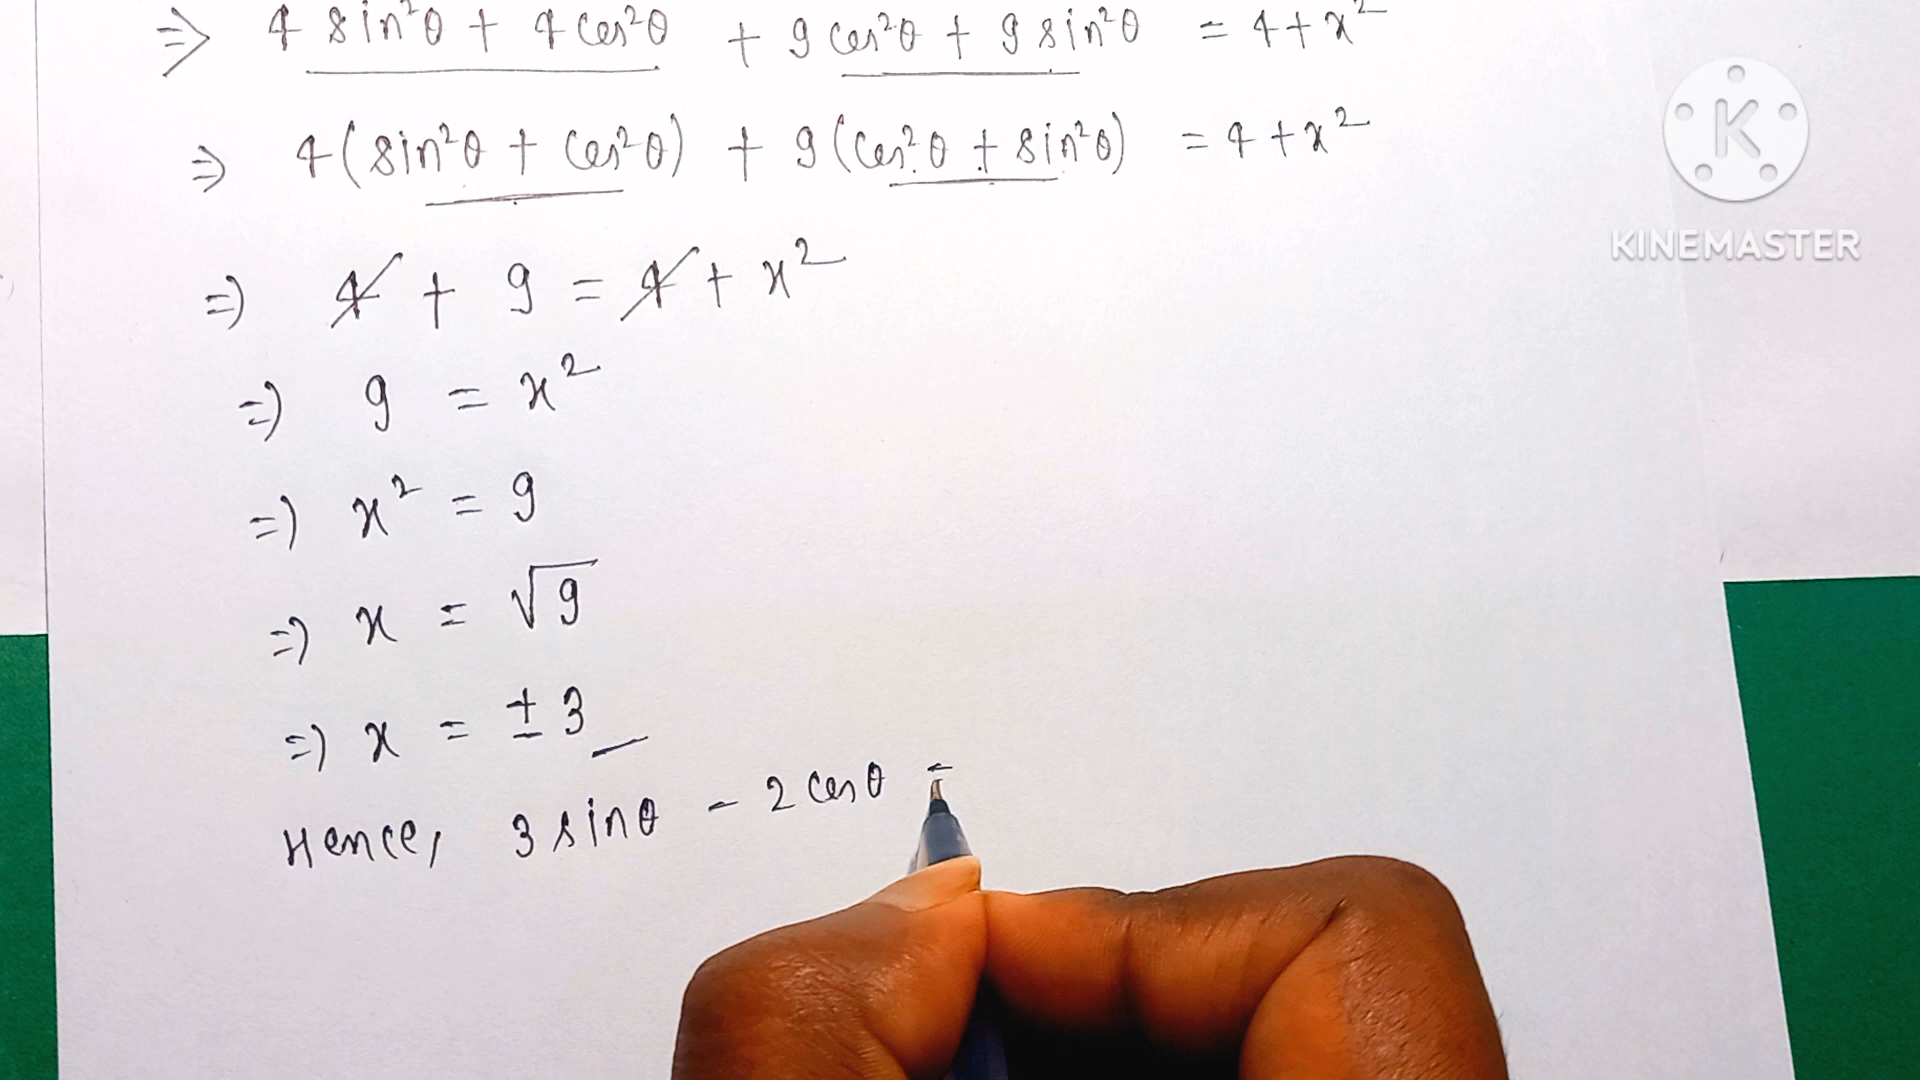 ⇒ 4 sin²θ + 4 cos²θ + 9 cos²θ + 9 sin²θ = 4 + x²
⇒ 4 (sin²θ + cos²θ) + 9 (cos²θ + sin²θ) = 4 + x²
⇒ 4 + 9 = 4 + x²
⇒ 9 = x²
⇒ x² = 9
⇒ x = √9
⇒ x = ± 3
Hence, 3 sinθ - 2 cosθ =
K
KINEMASTER